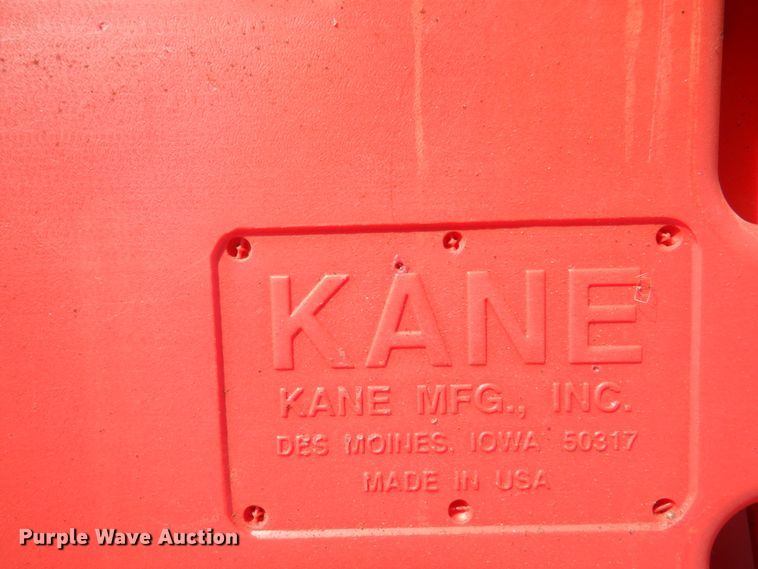 KANE
KANE MFG., INC.
DES MOINES, IOWA 50317
MADE IN USA
Purple Wave Auction